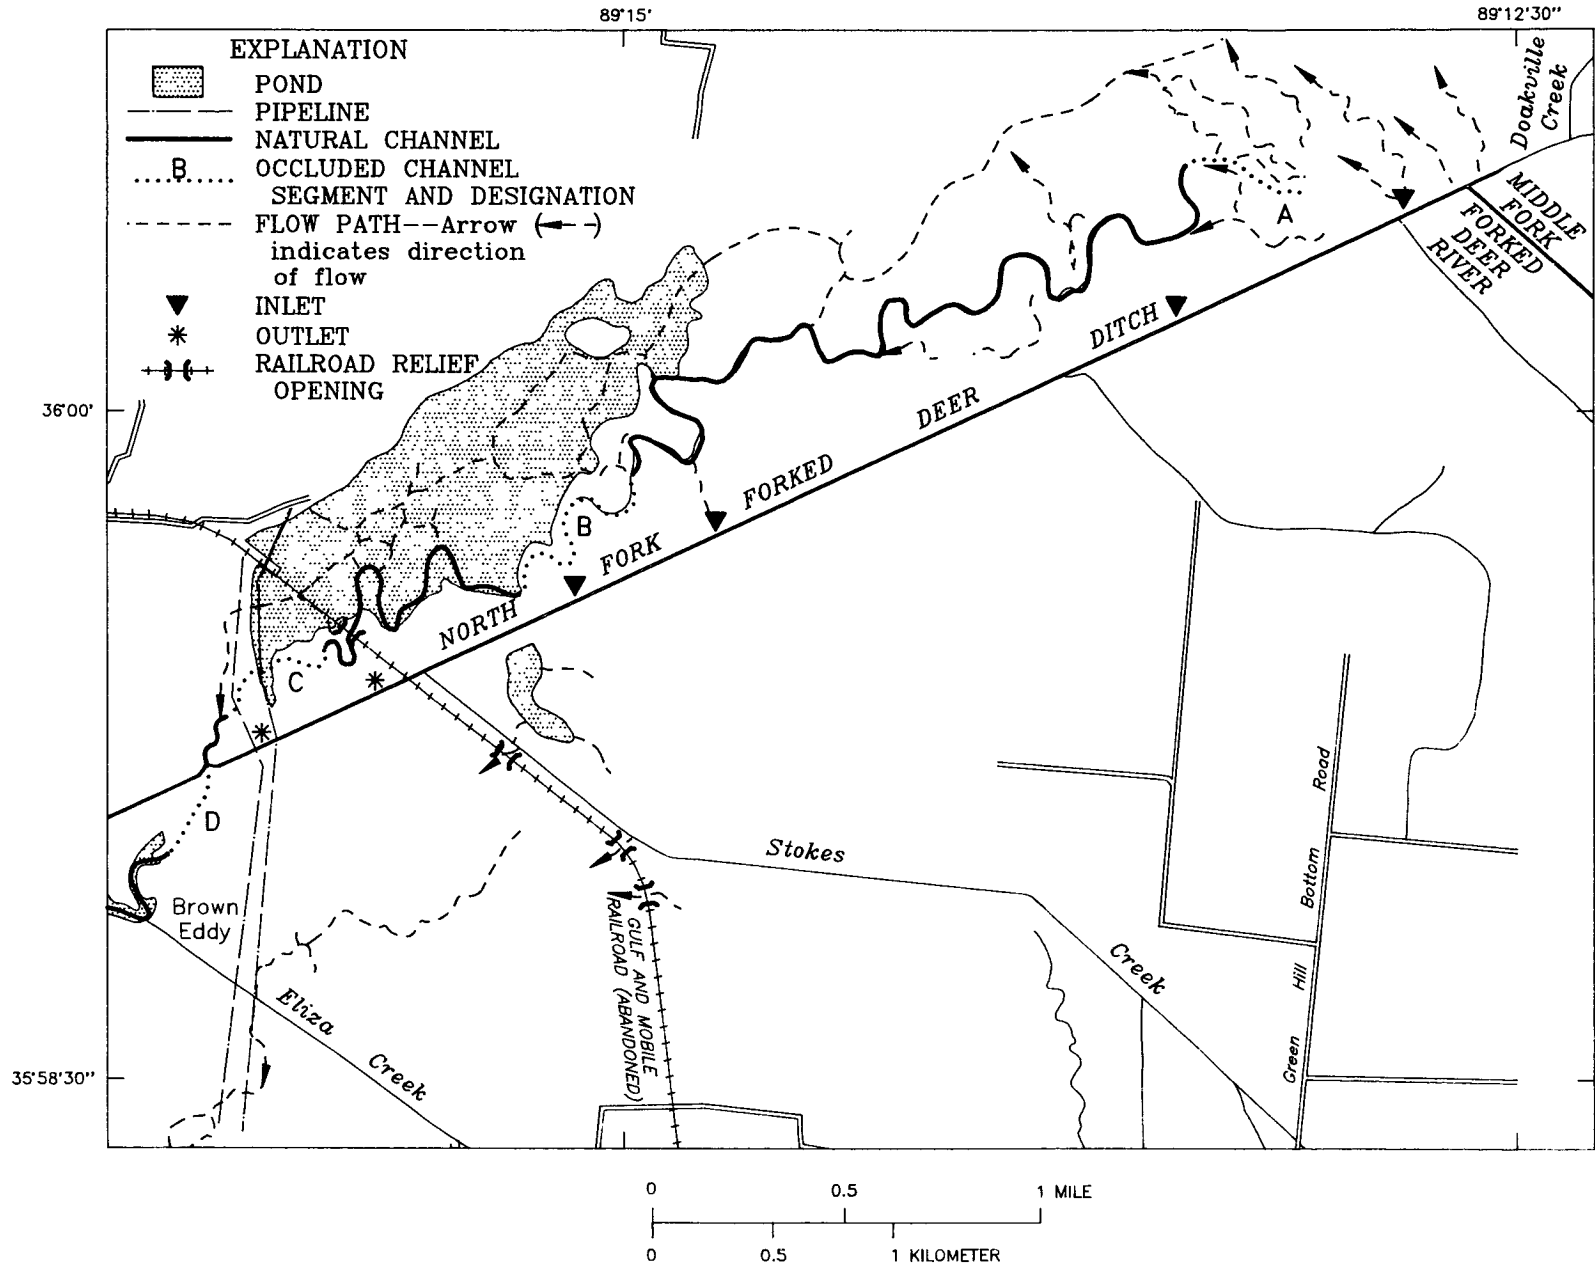 89°15'
89°12'30"
EXPLANATION
POND
PIPELINE
NATURAL CHANNEL
B
OCCLUDED CHANNEL
SEGMENT AND DESIGNATION
FLOW PATH--Arrow ( )
indicates direction
of flow
INLET
OUTLET
RAILROAD RELIEF
OPENING
Doakville
Creek
MIDDLE
FORK
FORKED
DEER
RIVER
A
36°00'
NORTH FORK FORKED DEER DITCH
B
C
D
Brown
Eddy
Stokes
Creek
Eliza
Creek
GULF AND MOBILE
RAILROAD (ABANDONED)
Green Hill Bottom Road
35°58'30"
0 0.5 1 MILE
0 0.5 1 KILOMETER